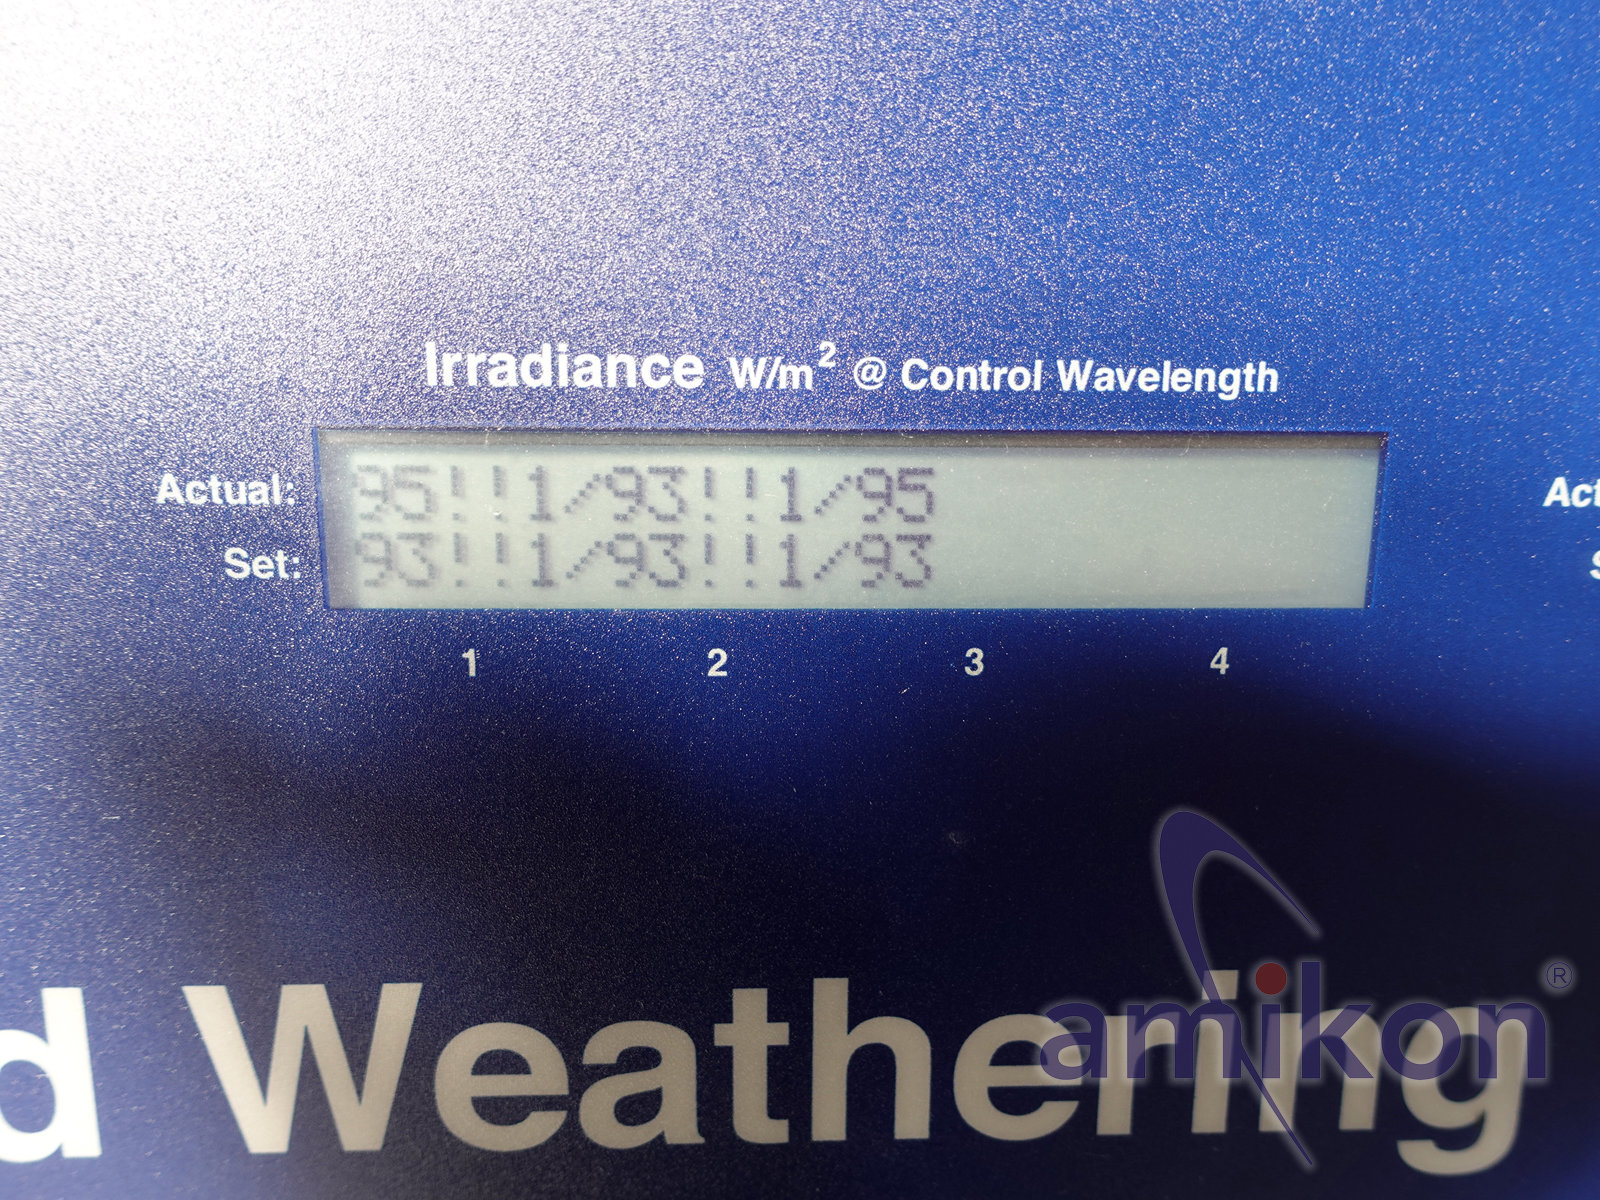 Irradiance W/m² @ Control Wavelength
Actual: 95!!1/93!!1/95
Set: 93!!1/93!!1/93
1 2 3 4
Act
S
d Weathering
amikon®